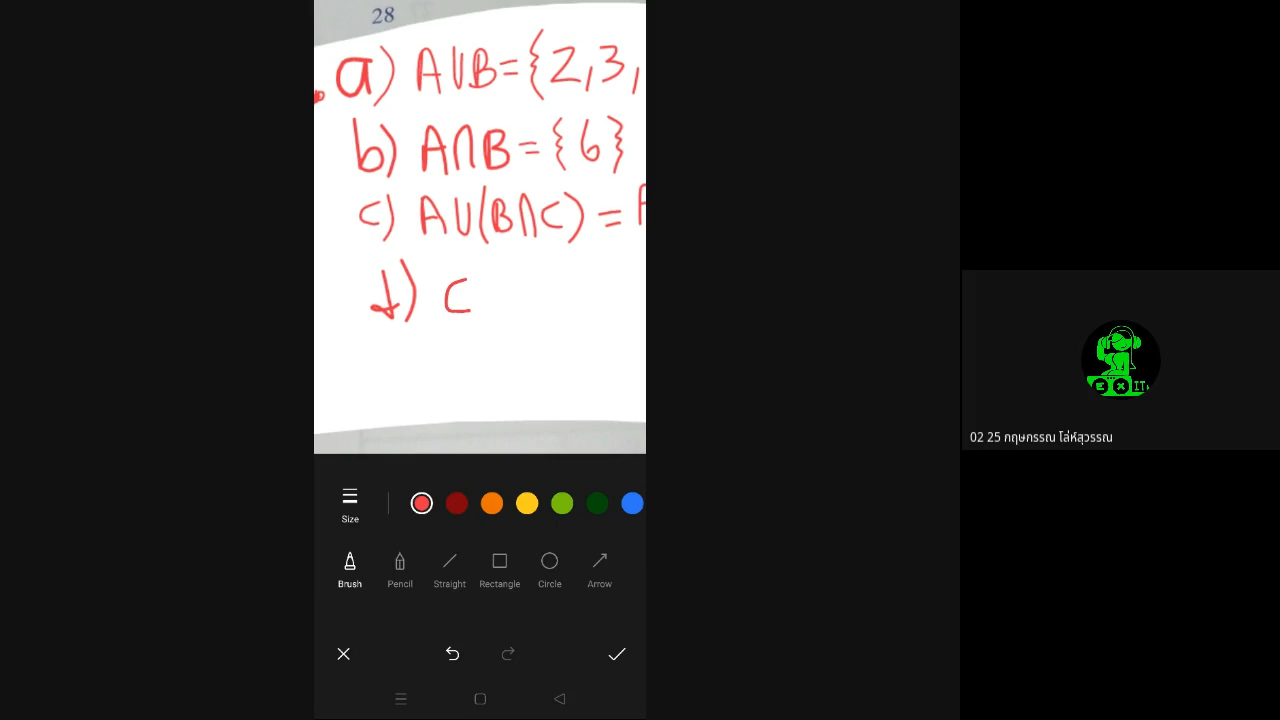 28
a) A∪B={2,3,
b) A∩B={6}
c) A∪(B∩C) = A
d) C
Size
Brush Pencil Straight Rectangle Circle Arrow
E X IT
02 25 กฤษกรรณ โล่ห์สุวรรณ